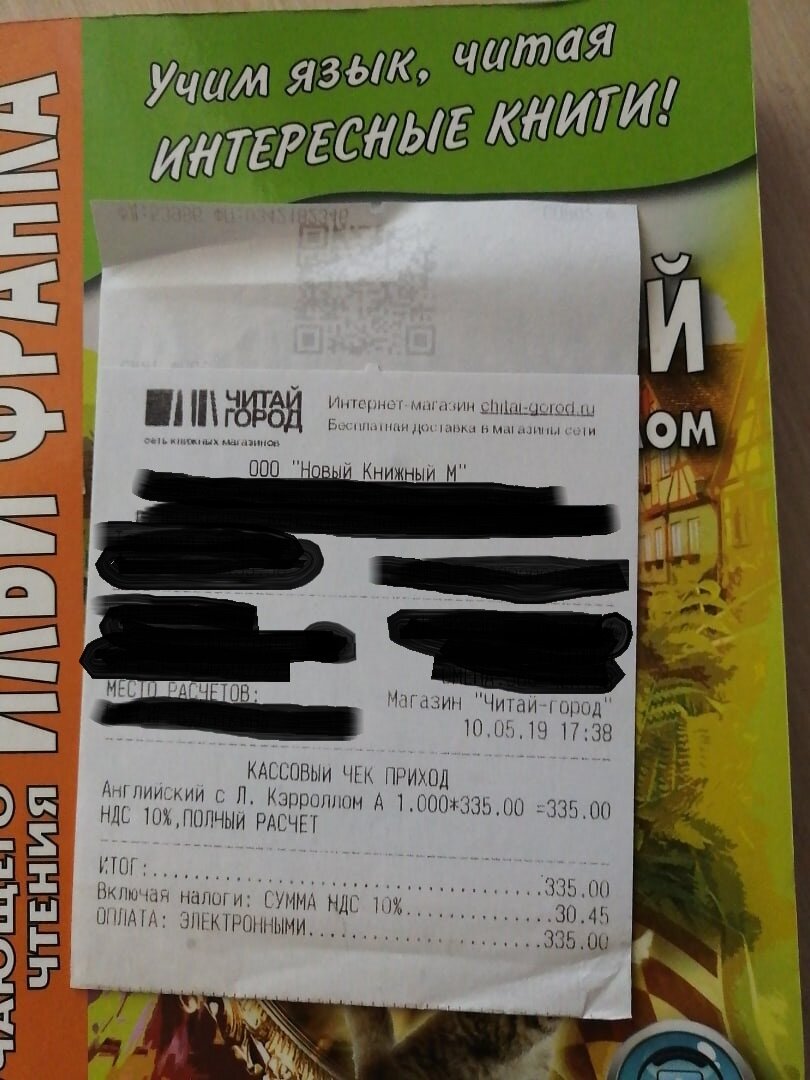 Учим язык, читая
ИНТЕРЕСНЫЕ КНИГИ!
ИЛЬИ ФРАНКА
ЧТЕНИЯ
Й
ОМ
ЧИТАЙ
ГОРОД
сеть книжных магазинов
Интернет-магазин chitai-gorod.ru
Бесплатная доставка в магазины сети
ООО "Новый Книжный М"
МЕСТО РАСЧЕТОВ:
Магазин "Читай-город"
10.05.19 17:38
КАССОВЫЙ ЧЕК ПРИХОД
Английский с Л. Кэрроллом А 1.000*335.00 =335.00
НДС 10%,ПОЛНЫЙ РАСЧЕТ
ИТОГ:..............................335.00
Включая налоги: СУММА НДС 10%..............30.45
ОПЛАТА: ЭЛЕКТРОННЫМИ..................335.00